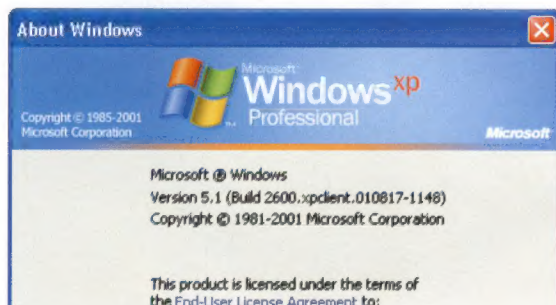 About Windows
Copyright © 1985-2001
Microsoft Corporation
Microsoft
Windows xp
Professional
Microsoft
Microsoft ® Windows
Version 5.1 (Build 2600.xpclient.010817-1148)
Copyright © 1981-2001 Microsoft Corporation
This product is licensed under the terms of
the End-User License Agreement to: